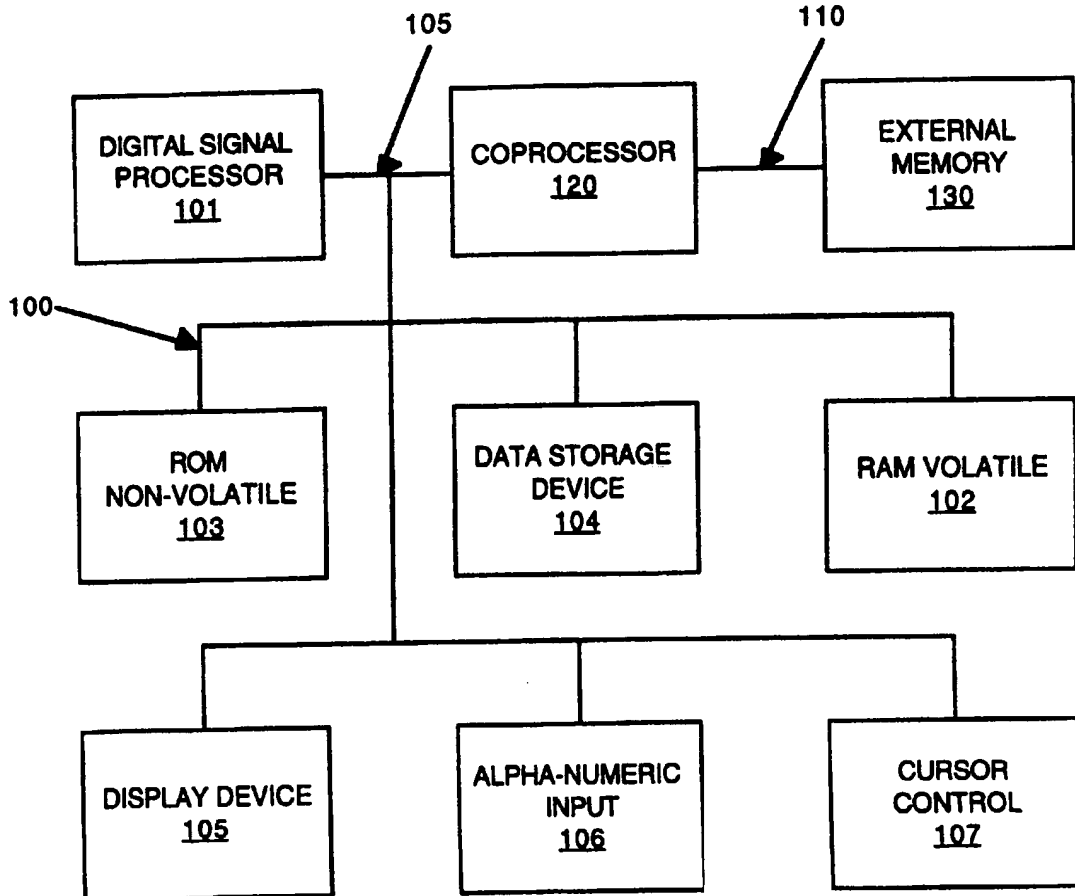 105
110
DIGITAL SIGNAL
PROCESSOR
101
COPROCESSOR
120
EXTERNAL
MEMORY
130
100
ROM
NON-VOLATILE
103
DATA STORAGE
DEVICE
104
RAM VOLATILE
102
DISPLAY DEVICE
105
ALPHA-NUMERIC
INPUT
106
CURSOR
CONTROL
107